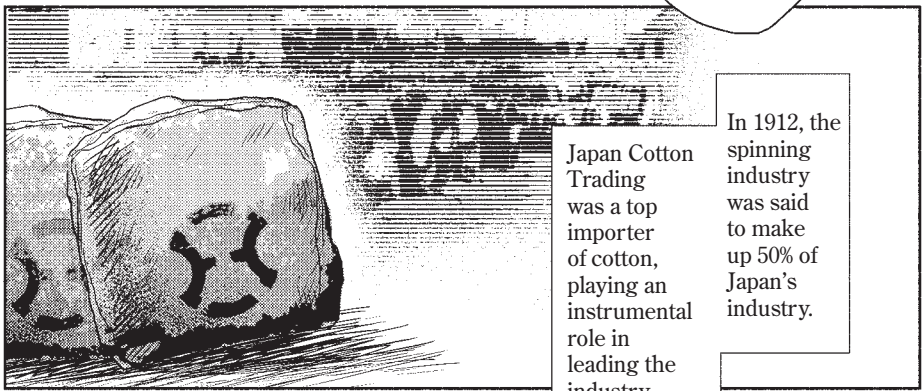 In 1912, the
spinning
industry
was said
to make
up 50% of
Japan's
industry.
Japan Cotton
Trading
was a top
importer
of cotton,
playing an
instrumental
role in
leading the
industry